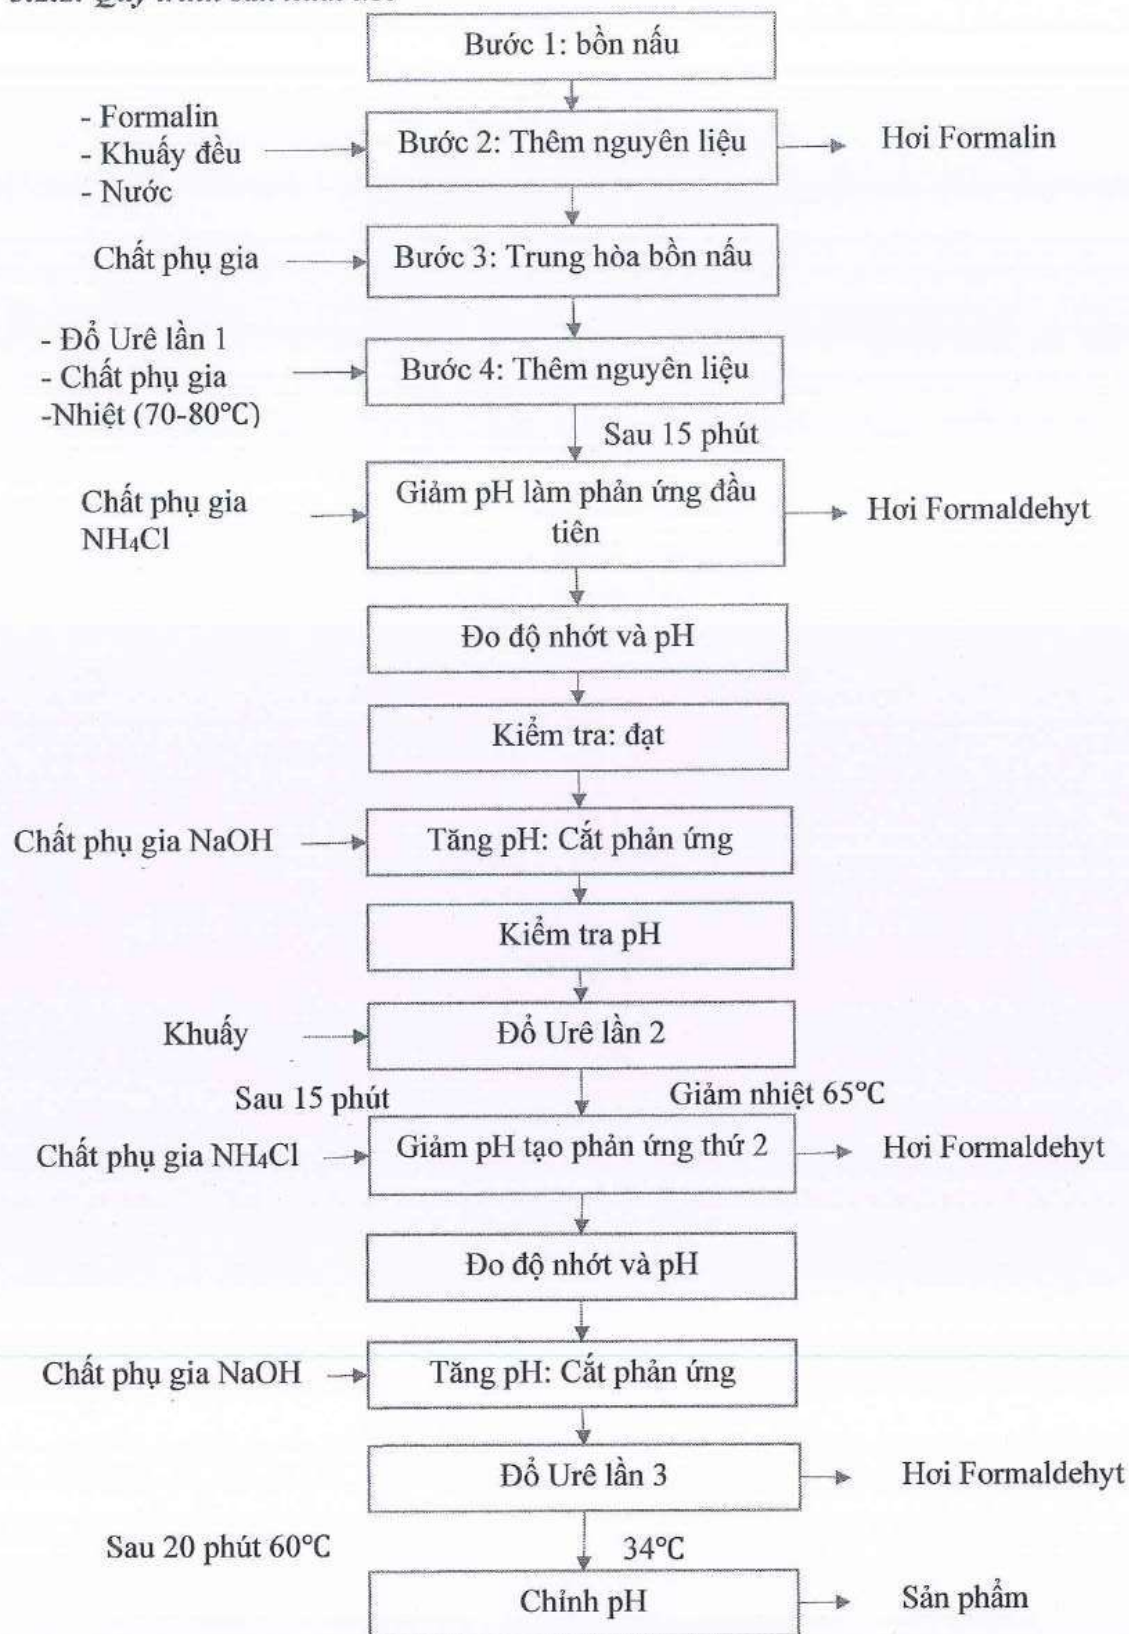 Bước 1: bồn nấu
- Formalin
- Khuấy đều
- Nước
Bước 2: Thêm nguyên liệu
Hơi Formalin
Chất phụ gia
Bước 3: Trung hòa bồn nấu
- Đổ Urê lần 1
- Chất phụ gia
-Nhiệt (70-80°C)
Bước 4: Thêm nguyên liệu
Sau 15 phút
Chất phụ gia
NH₄Cl
Giảm pH làm phản ứng đầu
tiên
Hơi Formaldehyt
Đo độ nhớt và pH
Kiểm tra: đạt
Chất phụ gia NaOH
Tăng pH: Cắt phản ứng
Kiểm tra pH
Khuấy
Đổ Urê lần 2
Sau 15 phút
Giảm nhiệt 65°C
Chất phụ gia NH₄Cl
Giảm pH tạo phản ứng thứ 2
Hơi Formaldehyt
Đo độ nhớt và pH
Chất phụ gia NaOH
Tăng pH: Cắt phản ứng
Đổ Urê lần 3
Hơi Formaldehyt
Sau 20 phút 60°C
34°C
Chỉnh pH
Sản phẩm